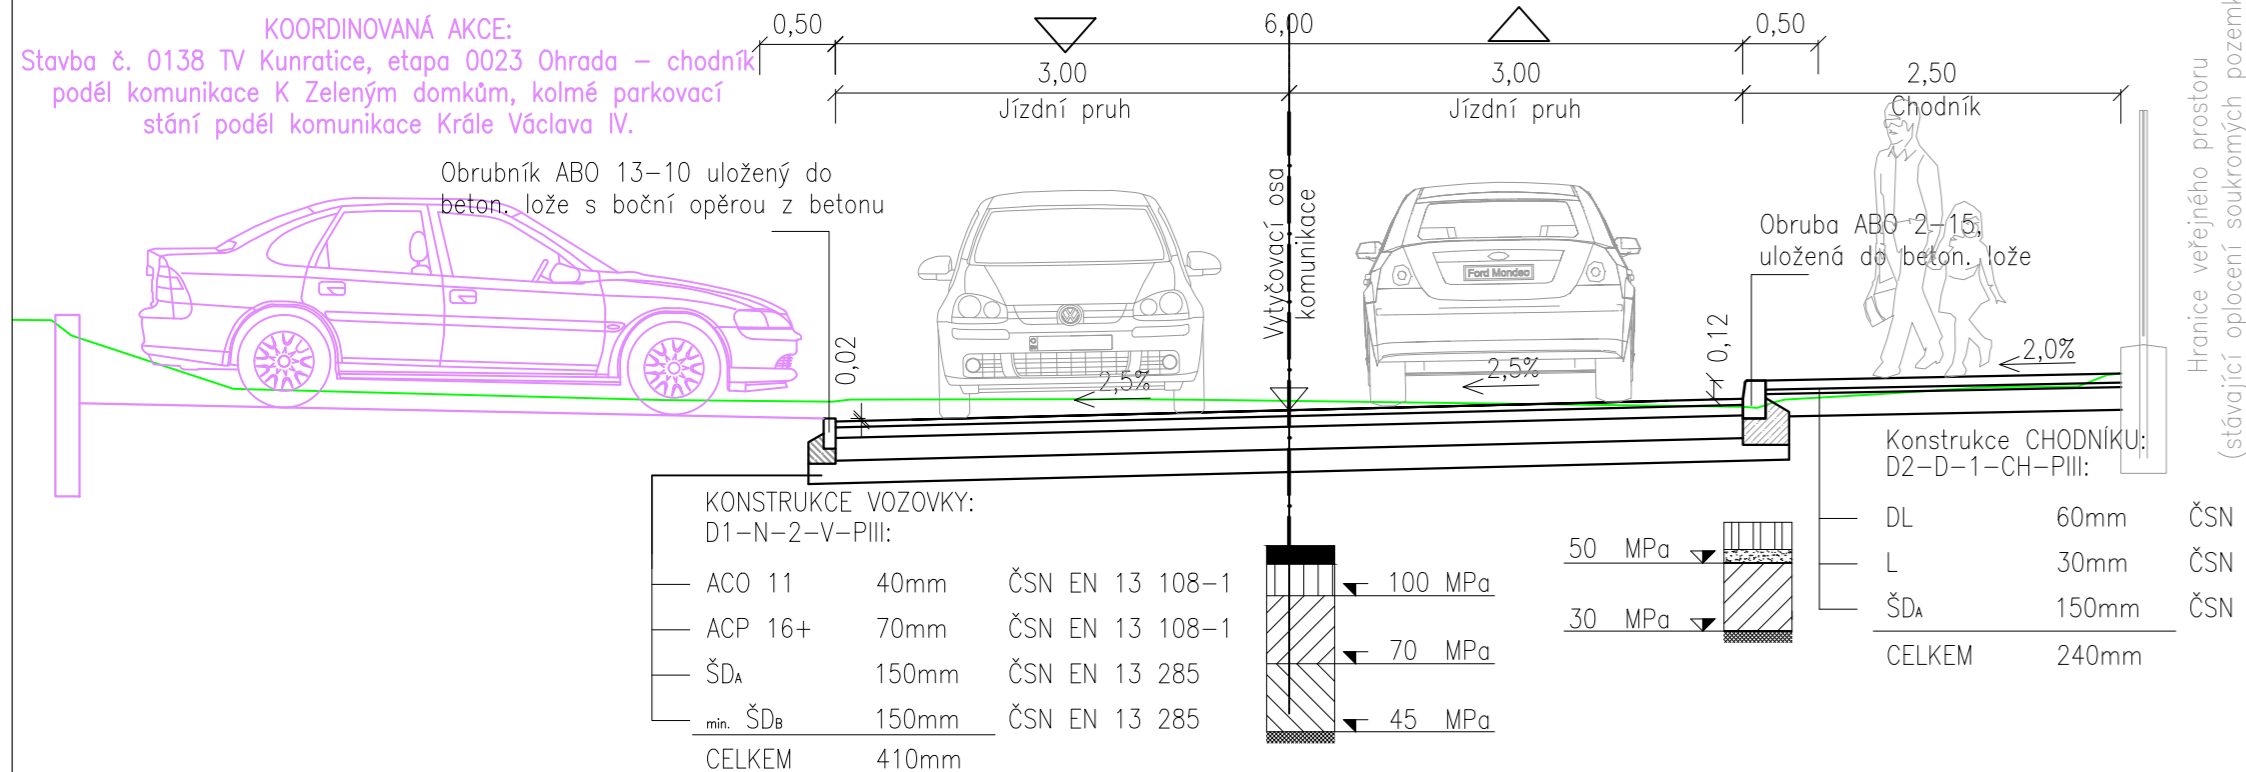 KOORDINOVANÁ AKCE:
Stavba č. 0138 TV Kunratice, etapa 0023 Ohrada – chodník
podél komunikace K Zeleným domkům, kolmé parkovací
stání podél komunikace Krále Václava IV.
0,50
6,00
0,50
3,00
3,00
2,50
Jízdní pruh
Jízdní pruh
Chodník
Obrubník ABO 13–10 uložený do
beton. lože s boční opěrou z betonu
Vytyčovací osa
komunikace
Obruba ABO 2–15,
uložená do beton. lože
Hranice veřejného prostoru
(stávající oplocení soukromých pozemk
Ford Mondeo
0,02
0,12
2,5%
2,5%
2,0%
KONSTRUKCE VOZOVKY:
D1–N–2–V–PIII:
ACO 11 40mm ČSN EN 13 108–1
ACP 16+ 70mm ČSN EN 13 108–1
ŠDA 150mm ČSN EN 13 285
min. ŠDB 150mm ČSN EN 13 285
CELKEM 410mm
100 MPa
70 MPa
45 MPa
50 MPa
30 MPa
Konstrukce CHODNÍKU:
D2–D–1–CH–PIII:
DL 60mm ČSN
L 30mm ČSN
ŠDA 150mm ČSN
CELKEM 240mm